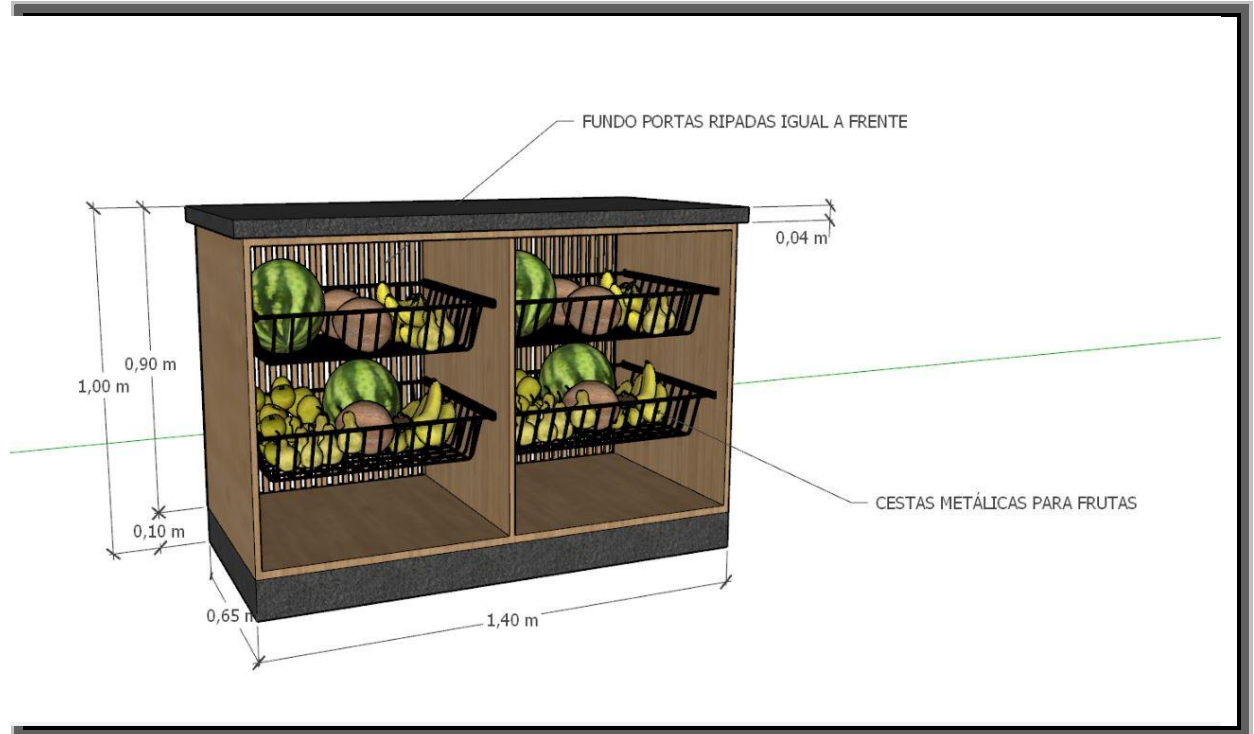 FUNDO PORTAS RIPADAS IGUAL A FRENTE
0,04 m
0,90 m
1,00 m
CESTAS METÁLICAS PARA FRUTAS
0,10 m
0,65 m
1,40 m